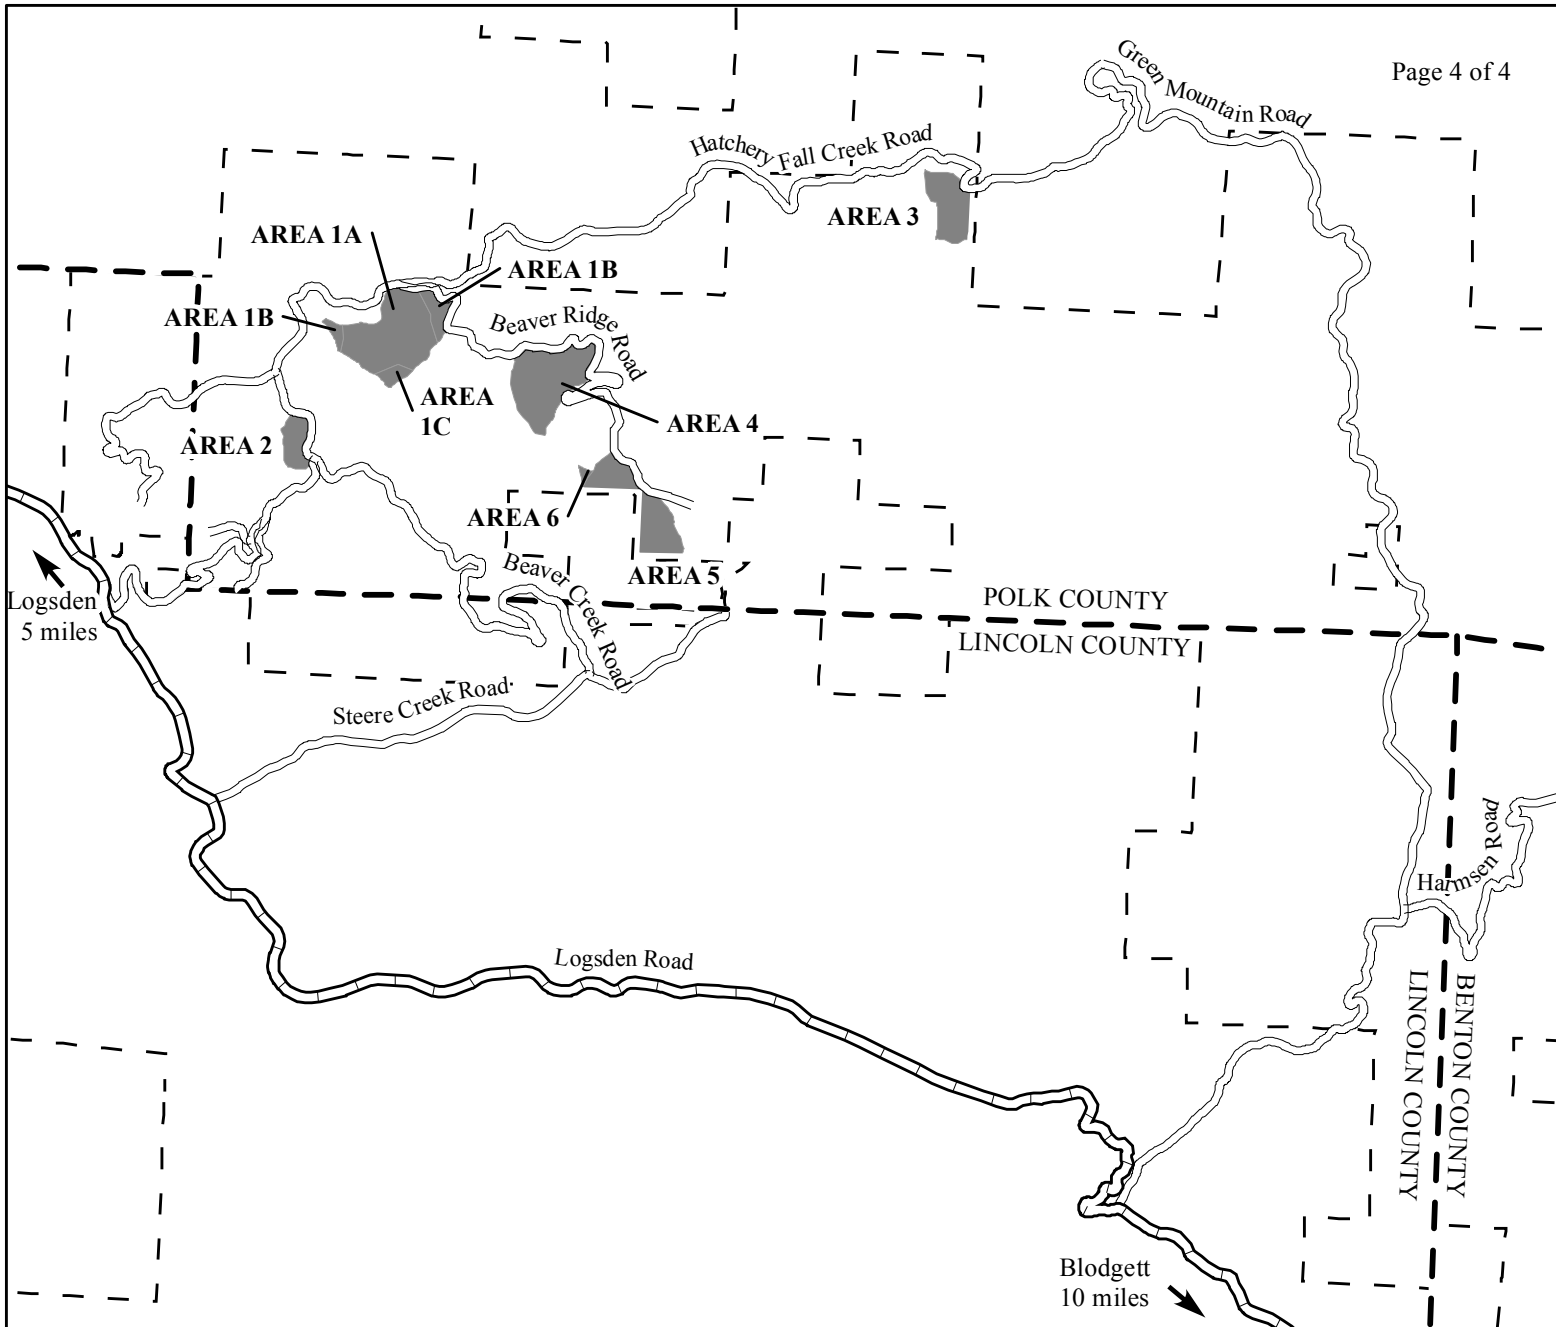 Page 4 of 4
Green Mountain Road
Hatchery Fall Creek Road
AREA 3
AREA 1A
AREA 1B
AREA 1B
Beaver Ridge Road
AREA
1C
AREA 4
AREA 2
AREA 6
Beaver Creek Road
AREA 5
Logsden
5 miles
POLK COUNTY
LINCOLN COUNTY
Steere Creek Road
Harmsen Road
Logsden Road
LINCOLN COUNTY
BENTON COUNTY
Blodgett
10 miles